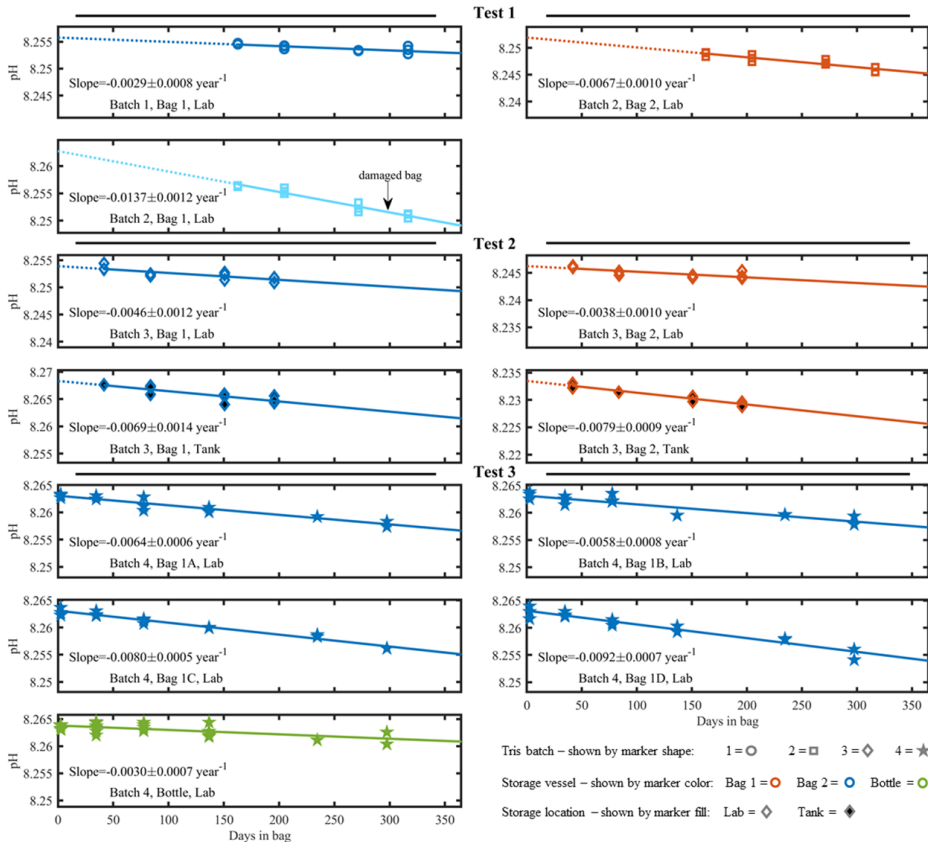 Test 1
pH
8.255
8.25
8.245
Slope=-0.0029±0.0008 year⁻¹
Batch 1, Bag 1, Lab
8.25
8.245
8.24
Slope=-0.0067±0.0010 year⁻¹
Batch 2, Bag 2, Lab
8.26
8.255
8.25
damaged bag
Slope=-0.0137±0.0012 year⁻¹
Batch 2, Bag 1, Lab
Test 2
pH
8.255
8.25
8.245
8.24
Slope=-0.0046±0.0012 year⁻¹
Batch 3, Bag 1, Lab
8.245
8.24
8.235
Slope=-0.0038±0.0010 year⁻¹
Batch 3, Bag 2, Lab
pH
8.27
8.265
8.26
8.255
Slope=-0.0069±0.0014 year⁻¹
Batch 3, Bag 1, Tank
8.235
8.23
8.225
8.22
Slope=-0.0079±0.0009 year⁻¹
Batch 3, Bag 2, Tank
Test 3
pH
8.265
8.26
8.255
8.25
Slope=-0.0064±0.0006 year⁻¹
Batch 4, Bag 1A, Lab
8.265
8.26
8.255
8.25
Slope=-0.0058±0.0008 year⁻¹
Batch 4, Bag 1B, Lab
pH
8.265
8.26
8.255
8.25
Slope=-0.0080±0.0005 year⁻¹
Batch 4, Bag 1C, Lab
8.265
8.26
8.255
8.25
Slope=-0.0092±0.0007 year⁻¹
Batch 4, Bag 1D, Lab
0 50 100 150 200 250 300 350
Days in bag
pH
8.265
8.26
8.255
8.25
Slope=-0.0030±0.0007 year⁻¹
Batch 4, Bottle, Lab
0 50 100 150 200 250 300 350
Days in bag
Tris batch – shown by marker shape: 1 = 2 = 3 = 4 =
Storage vessel – shown by marker color: Bag 1 = Bag 2 = Bottle =
Storage location – shown by marker fill: Lab = Tank =